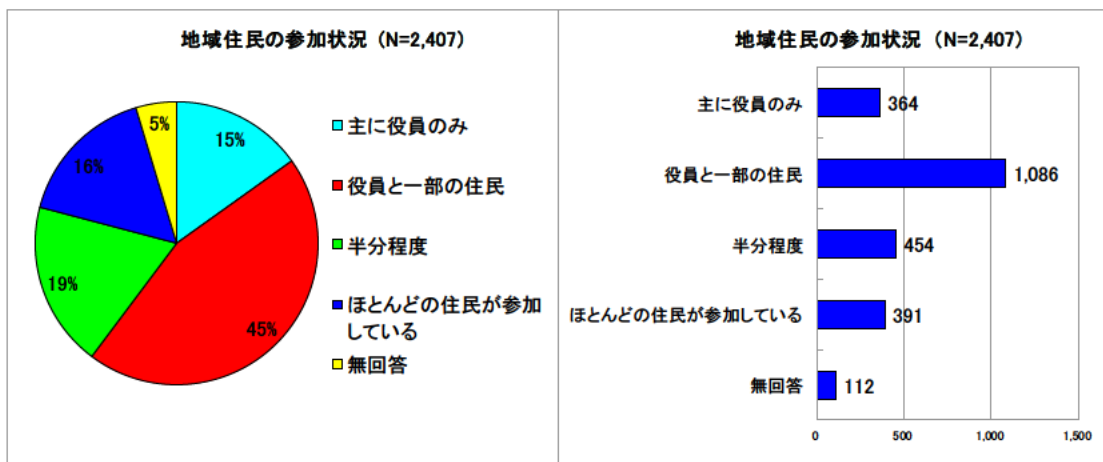 地域住民の参加状況 (N=2,407)
5%
15%
16%
19%
45%
主に役員のみ
役員と一部の住民
半分程度
ほとんどの住民が参加
している
無回答
地域住民の参加状況 (N=2,407)
主に役員のみ 364
役員と一部の住民 1,086
半分程度 454
ほとんどの住民が参加している 391
無回答 112
0 500 1,000 1,500